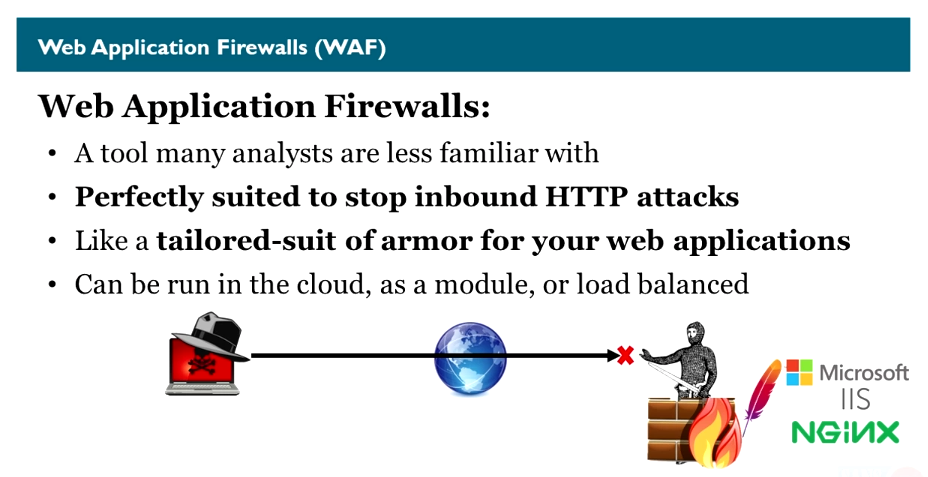 Web Application Firewalls (WAF)
Web Application Firewalls:
• A tool many analysts are less familiar with
• Perfectly suited to stop inbound HTTP attacks
• Like a tailored-suit of armor for your web applications
• Can be run in the cloud, as a module, or load balanced
Microsoft
IIS
NGINX